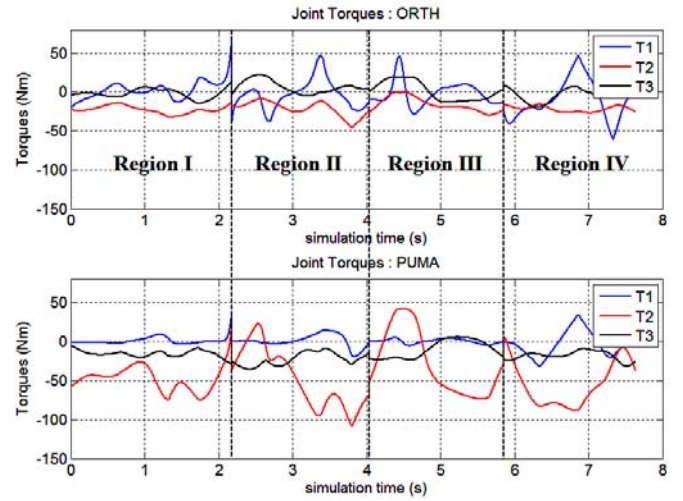 Joint Torques : ORTH
50
0
-50
-100
-150
Torques (Nm)
T1
T2
T3
Region I
Region II
Region III
Region IV
0 1 2 3 4 5 6 7 8
simulation time (s)
Joint Torques : PUMA
50
0
-50
-100
-150
Torques (Nm)
T1
T2
T3
0 1 2 3 4 5 6 7 8
simulation time (s)